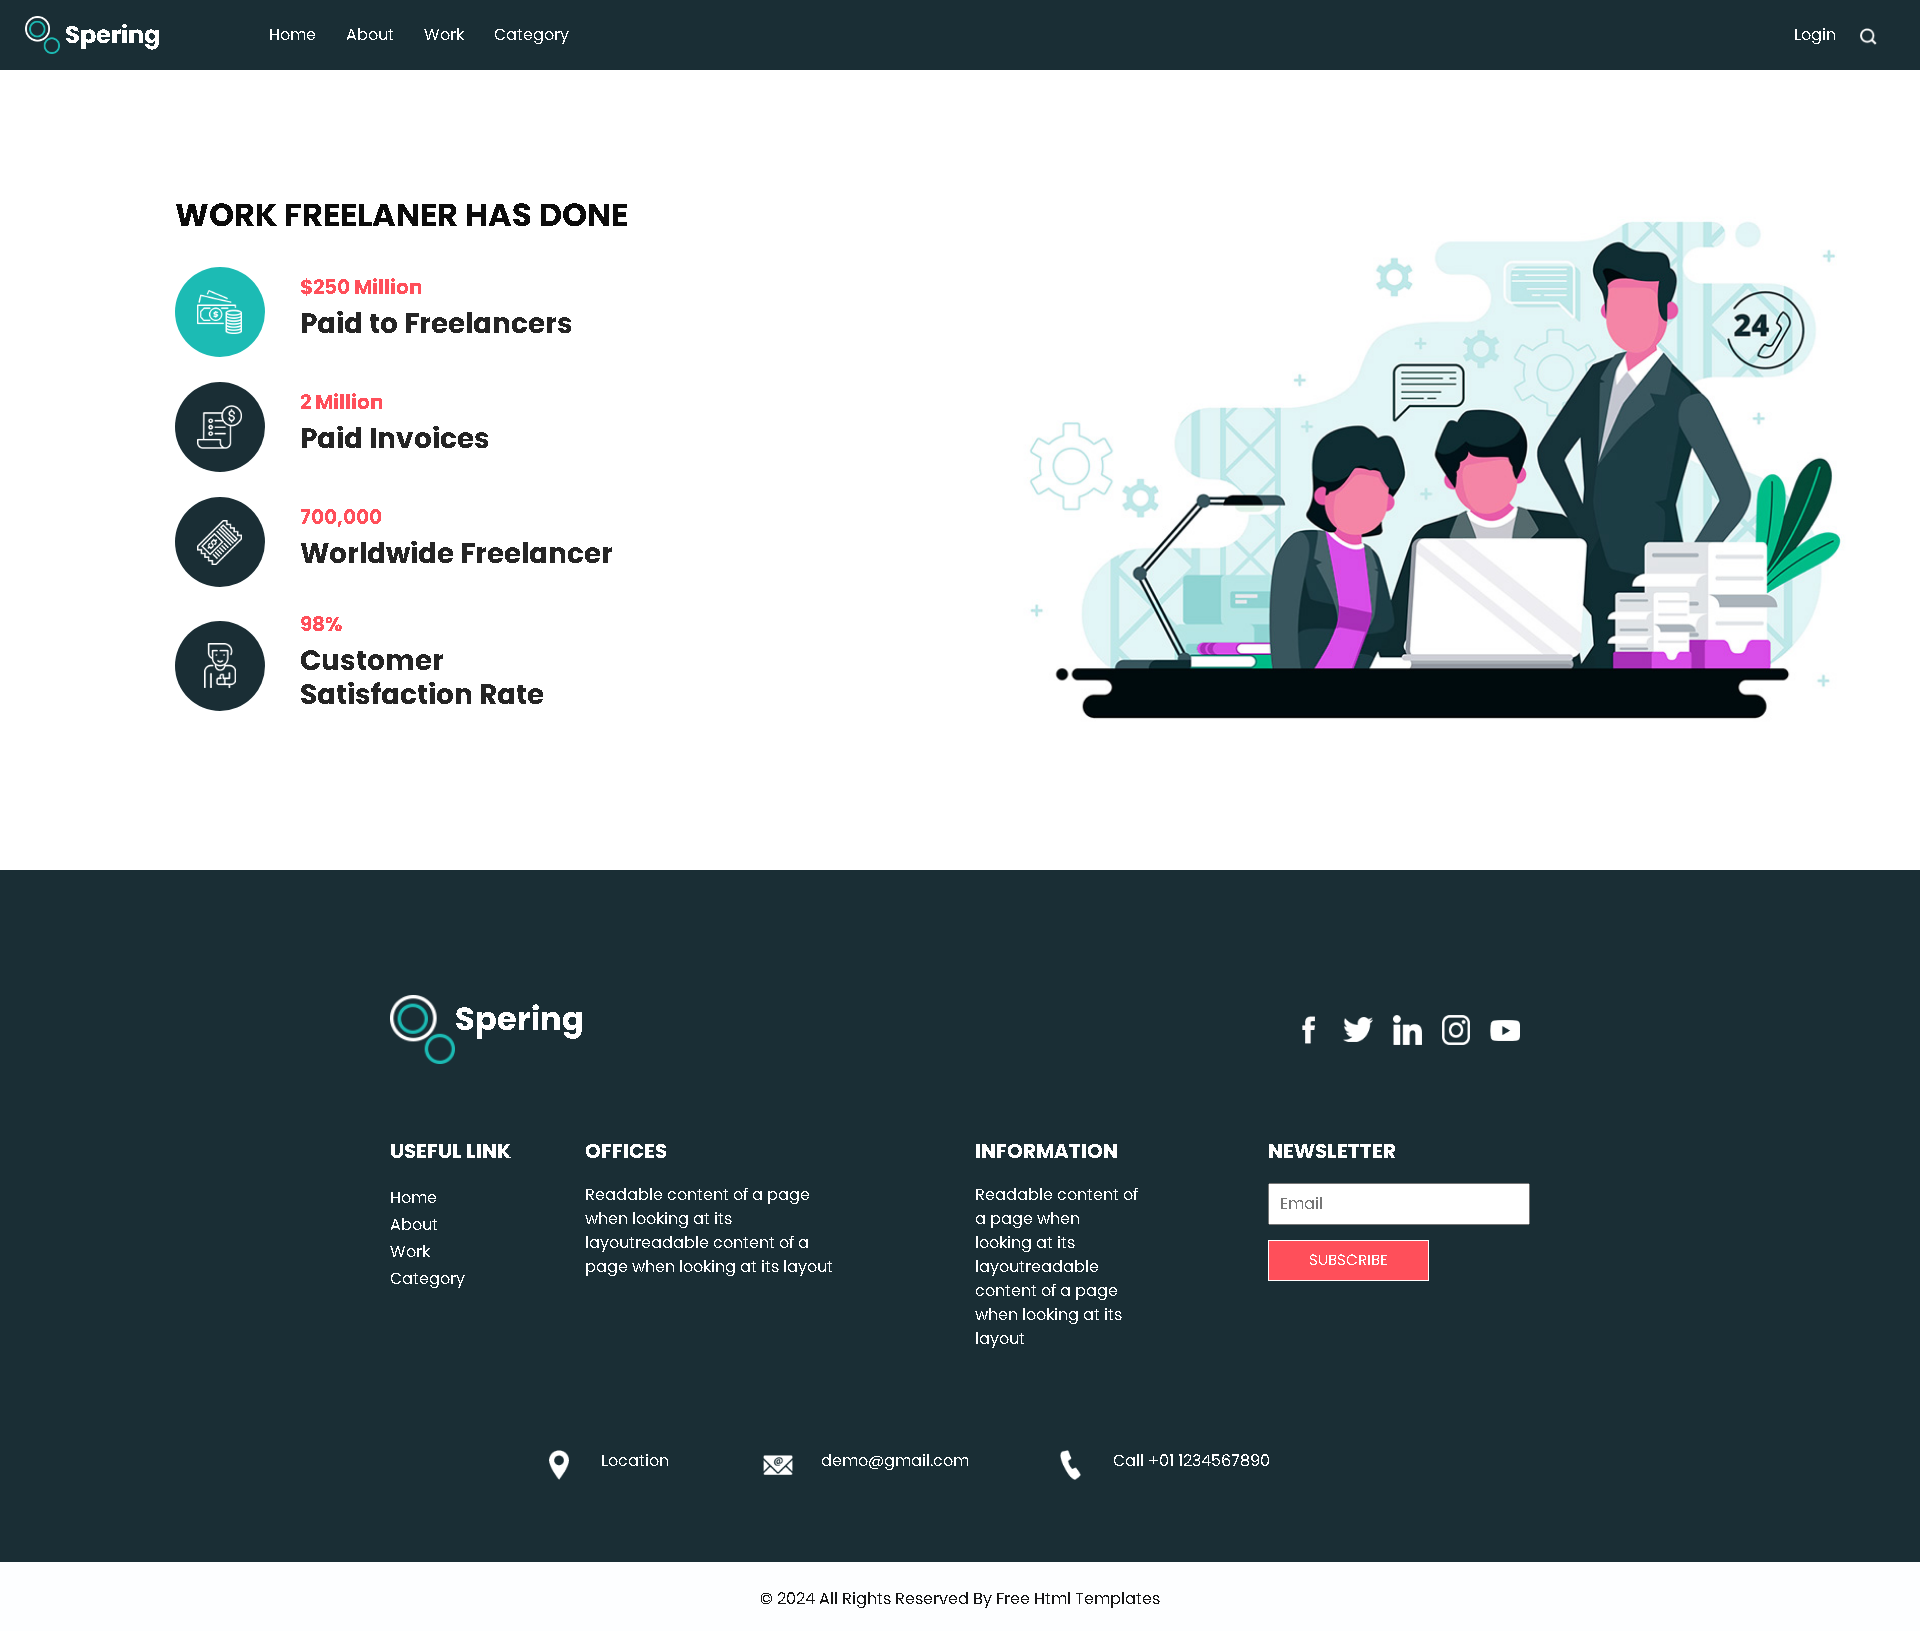 Spering
Home
About
Work
Category
Login
WORK FREELANER HAS DONE
$250 Million
Paid to Freelancers
2 Million
Paid Invoices
700,000
Worldwide Freelancer
98%
Customer
Satisfaction Rate
24
Spering
USEFUL LINK
Home
About
Work
Category
OFFICES
Readable content of a page
when looking at its
layoutreadable content of a
page when looking at its layout
INFORMATION
Readable content of
a page when
looking at its
layoutreadable
content of a page
when looking at its
layout
NEWSLETTER
Email
SUBSCRIBE
Location
demo@gmail.com
Call +01 1234567890
© 2024 All Rights Reserved By Free Html Templates